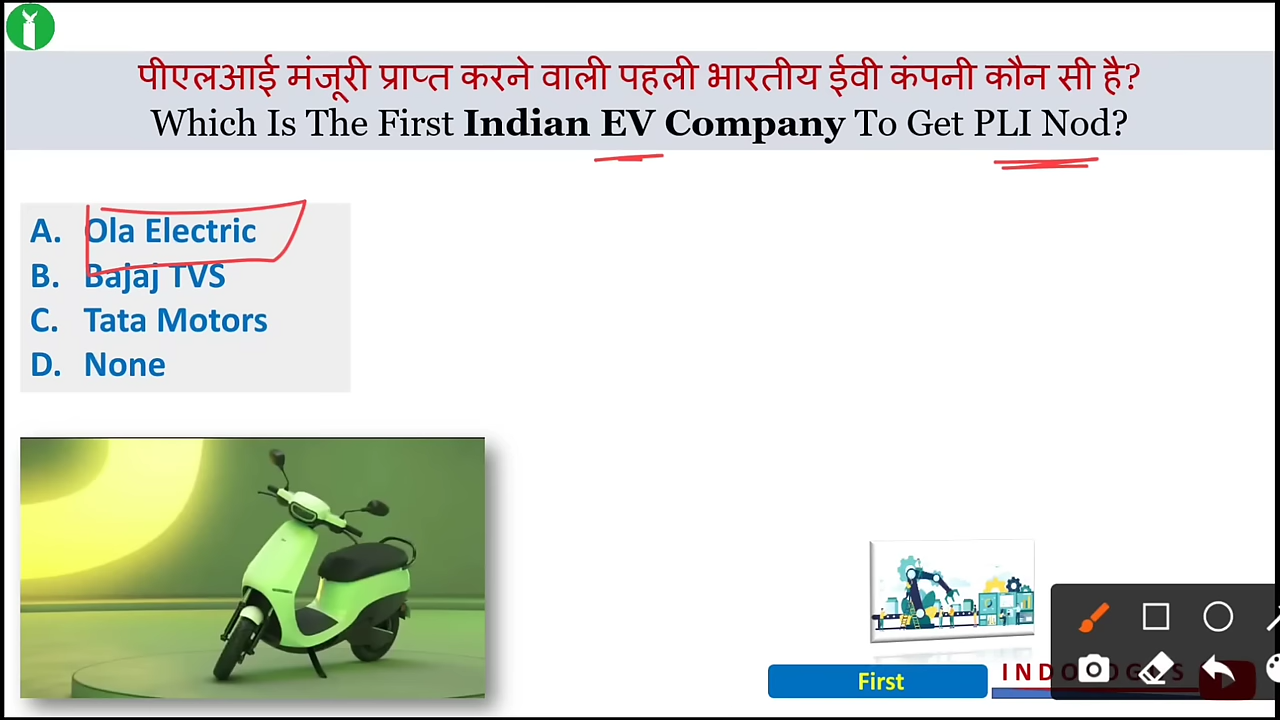 पीएलआई मंजूरी प्राप्त करने वाली पहली भारतीय ईवी कंपनी कौन सी है?
Which Is The First Indian EV Company To Get PLI Nod?
A. Ola Electric
B. Bajaj TVS
C. Tata Motors
D. None
First